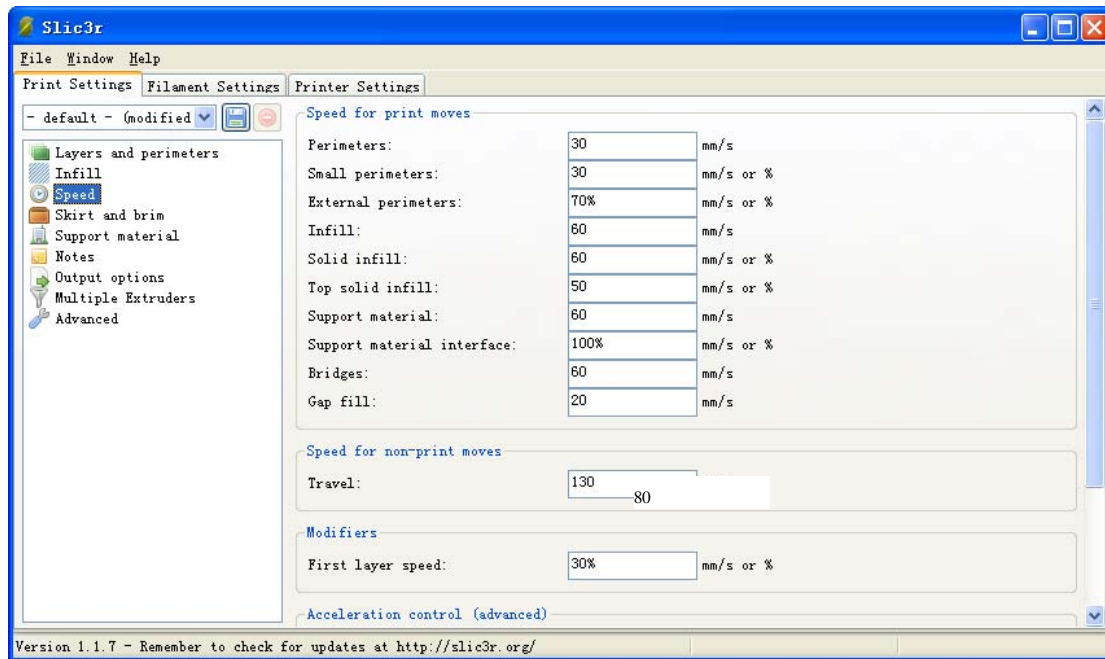 Slic3r
File Window Help
Print Settings Filament Settings Printer Settings
- default - (modified
Layers and perimeters
Infill
Speed
Skirt and brim
Support material
Notes
Output options
Multiple Extruders
Advanced
Speed for print moves
Perimeters: 30 mm/s
Small perimeters: 30 mm/s or %
External perimeters: 70% mm/s or %
Infill: 60 mm/s
Solid infill: 60 mm/s or %
Top solid infill: 50 mm/s or %
Support material: 60 mm/s
Support material interface: 100% mm/s or %
Bridges: 60 mm/s
Gap fill: 20 mm/s
Speed for non-print moves
Travel: 130
80
Modifiers
First layer speed: 30% mm/s or %
Acceleration control (advanced)
Version 1.1.7 - Remember to check for updates at http://slic3r.org/